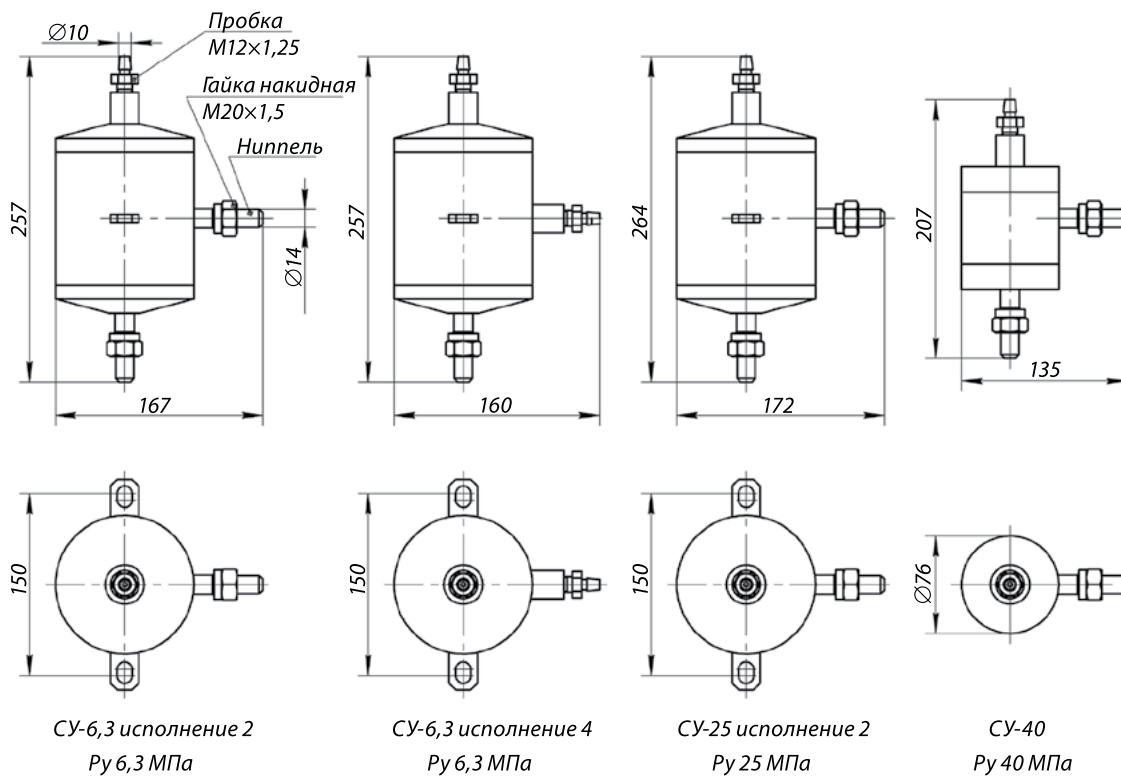 ∅10
Пробка
М12×1,25
Гайка накидная
М20×1,5
Ниппель
257
∅14
167
257
160
264
172
207
135
150
150
150
∅76
СУ-6,3 исполнение 2
Ру 6,3 МПа
СУ-6,3 исполнение 4
Ру 6,3 МПа
СУ-25 исполнение 2
Ру 25 МПа
СУ-40
Ру 40 МПа